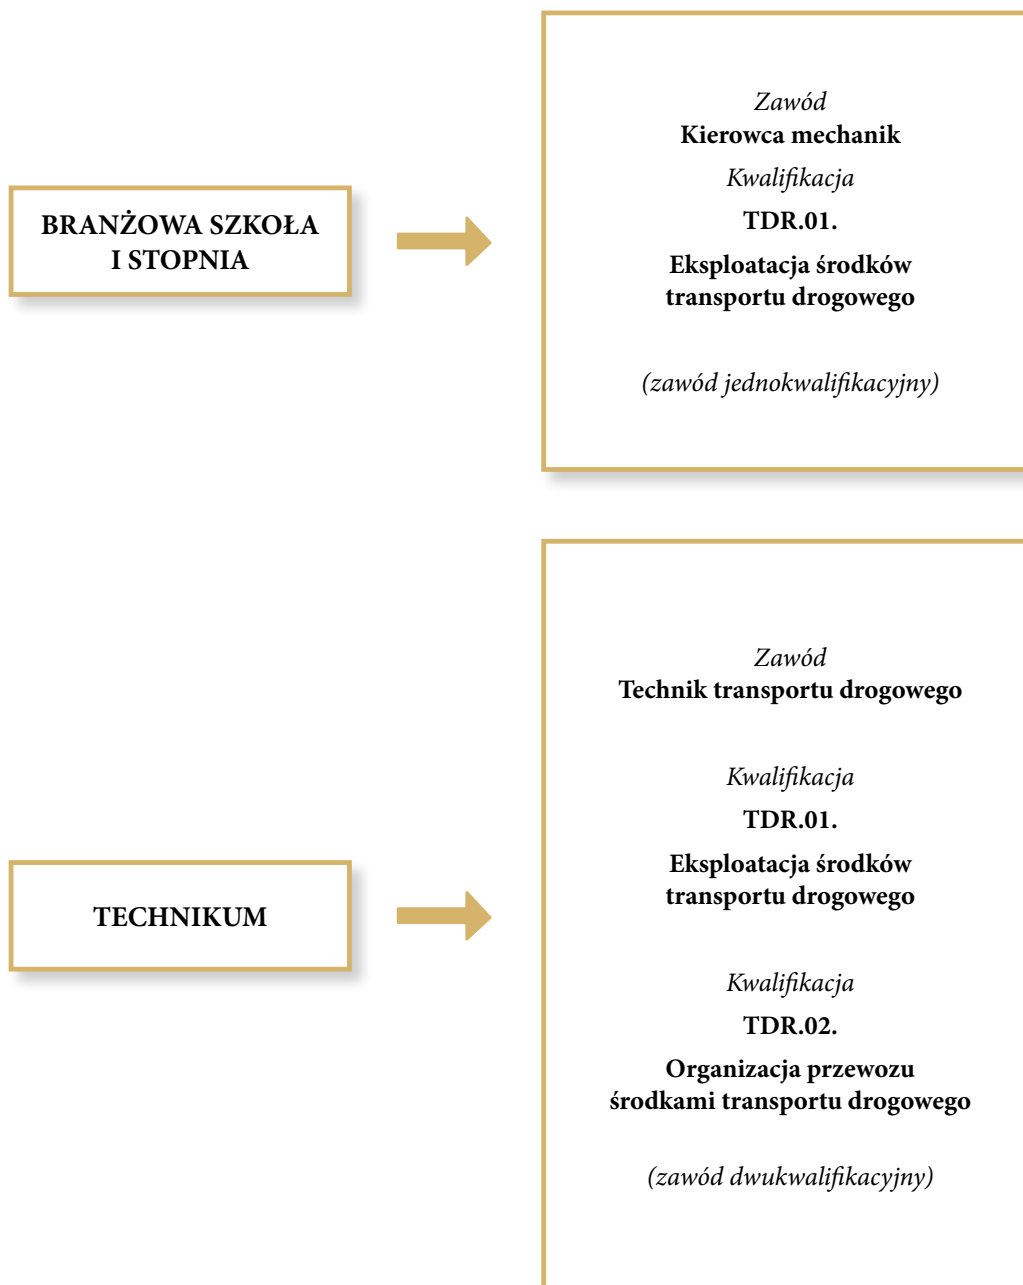 BRANŻOWA SZKOŁA
I STOPNIA
Zawód
Kierowca mechanik
Kwalifikacja
TDR.01.
Eksploatacja środków
transportu drogowego
(zawód jednokwalifikacyjny)
TECHNIKUM
Zawód
Technik transportu drogowego
Kwalifikacja
TDR.01.
Eksploatacja środków
transportu drogowego
Kwalifikacja
TDR.02.
Organizacja przewozu
środkami transportu drogowego
(zawód dwukwalifikacyjny)